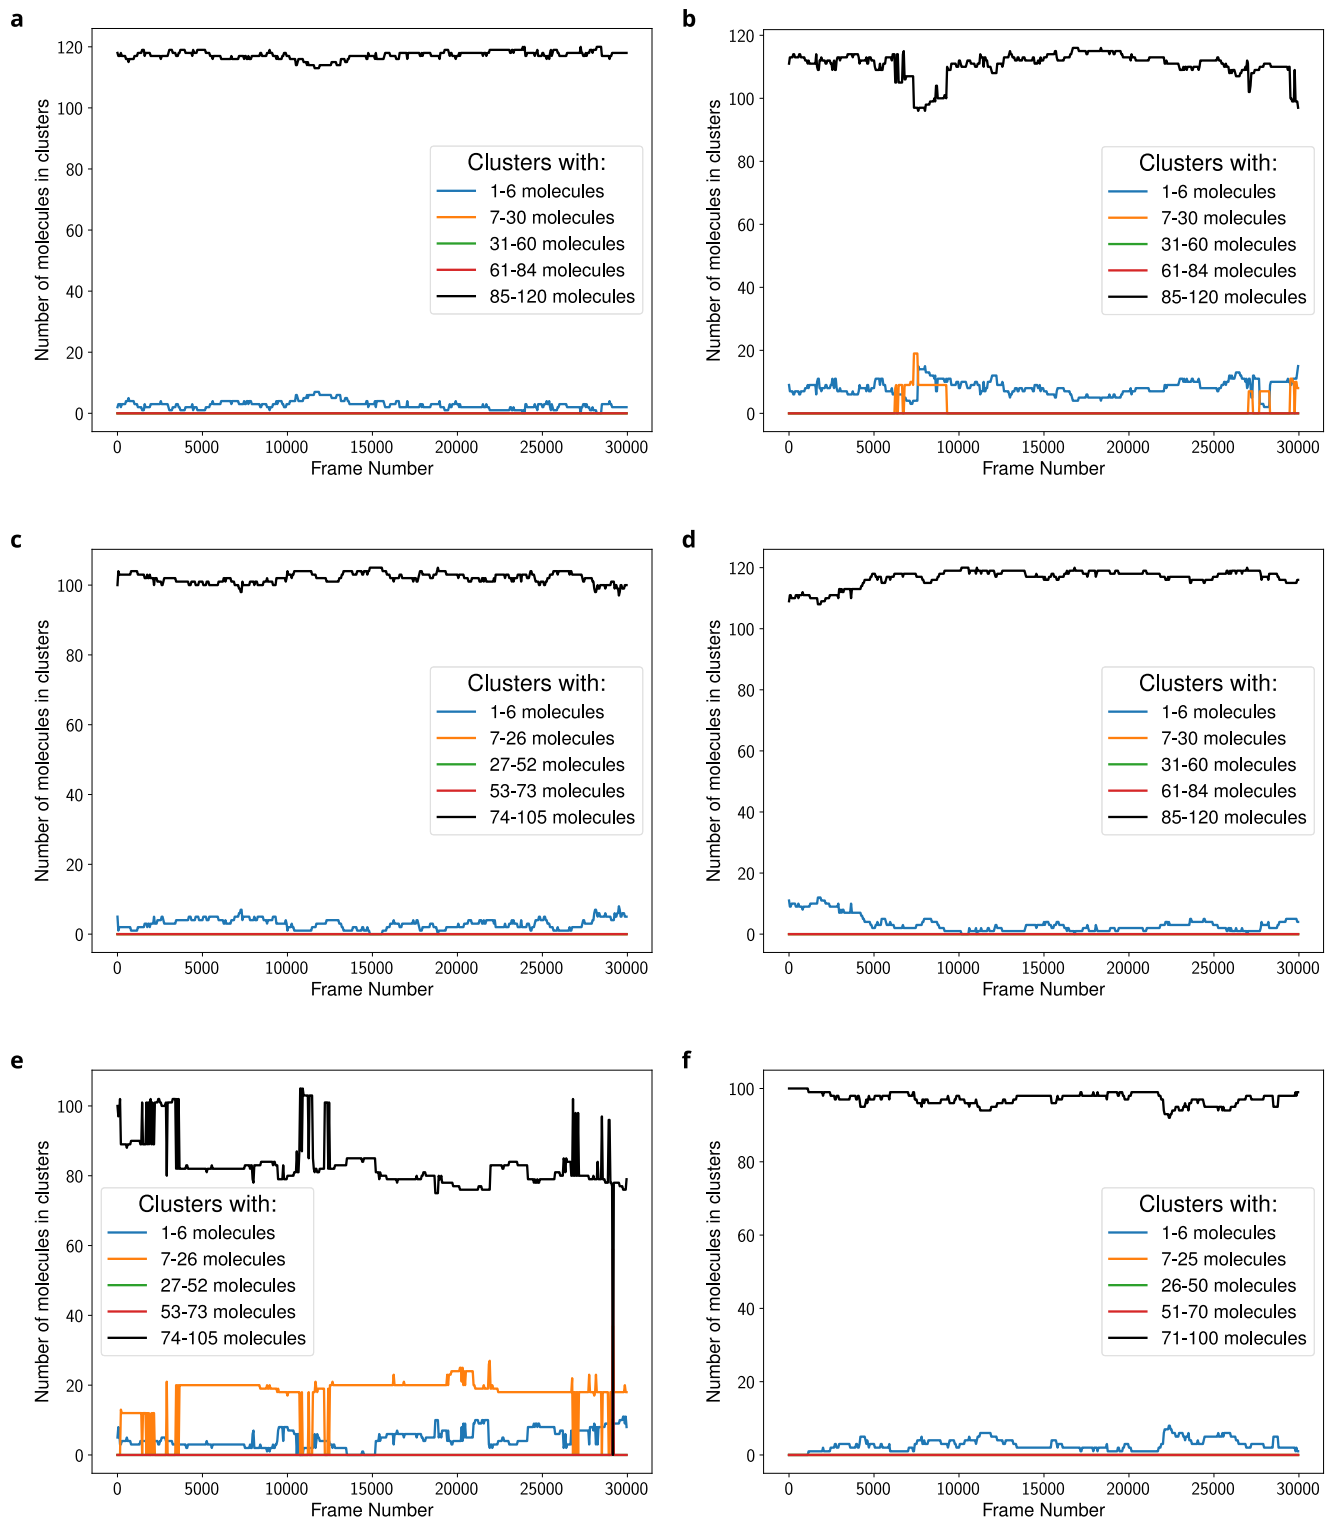 a
Number of molecules in clusters
120
100
80
60
40
20
0
Clusters with:
1-6 molecules
7-30 molecules
31-60 molecules
61-84 molecules
85-120 molecules
0 5000 10000 15000 20000 25000 30000
Frame Number
b
Number of molecules in clusters
120
100
80
60
40
20
0
Clusters with:
1-6 molecules
7-30 molecules
31-60 molecules
61-84 molecules
85-120 molecules
0 5000 10000 15000 20000 25000 30000
Frame Number
c
Number of molecules in clusters
100
80
60
40
20
0
Clusters with:
1-6 molecules
7-26 molecules
27-52 molecules
53-73 molecules
74-105 molecules
0 5000 10000 15000 20000 25000 30000
Frame Number
d
Number of molecules in clusters
120
100
80
60
40
20
0
Clusters with:
1-6 molecules
7-30 molecules
31-60 molecules
61-84 molecules
85-120 molecules
0 5000 10000 15000 20000 25000 30000
Frame Number
e
Number of molecules in clusters
100
80
60
40
20
0
Clusters with:
1-6 molecules
7-26 molecules
27-52 molecules
53-73 molecules
74-105 molecules
0 5000 10000 15000 20000 25000 30000
Frame Number
f
Number of molecules in clusters
100
80
60
40
20
0
Clusters with:
1-6 molecules
7-25 molecules
26-50 molecules
51-70 molecules
71-100 molecules
0 5000 10000 15000 20000 25000 30000
Frame Number